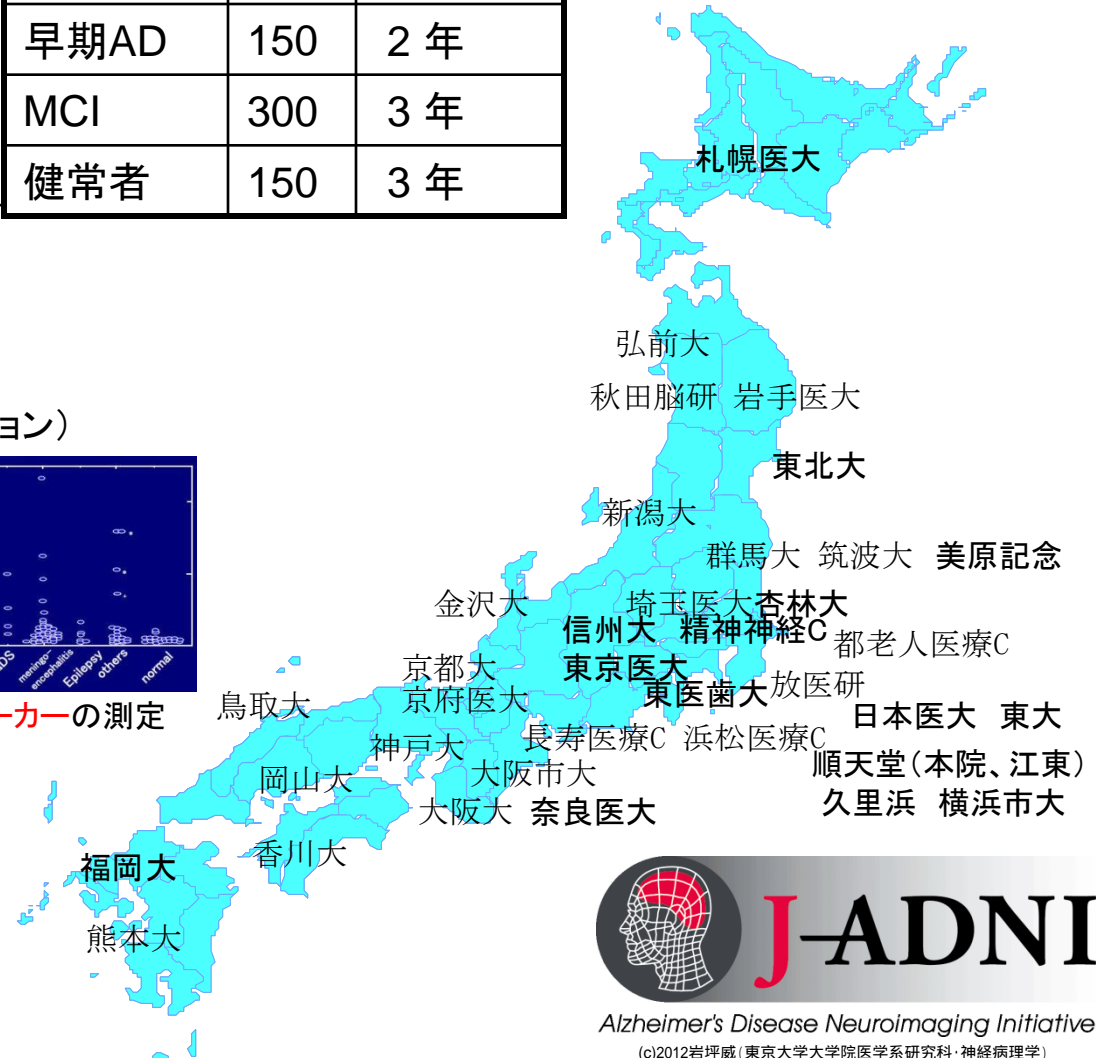 早期AD 150 2 年
MCI 300 3 年
健常者 150 3 年
札幌医大
弘前大
秋田脳研 岩手医大
ョン）
東北大
新潟大
群馬大 筑波大 美原記念
金沢大 埼玉医大 杏林大
信州大 精神神経C 都老人医療C
京都大 東京医大
meningo-encephalitis Epilepsy others normal
京府医大 東医歯大 放医研
鳥取大
ーカーの測定
日本医大 東大
神戸大 長寿医療C 浜松医療C
岡山大 大阪市大 順天堂（本院、江東）
大阪大 奈良医大 久里浜 横浜市大
香川大
福岡大
熊本大
J-ADNI
Alzheimer's Disease Neuroimaging Initiative
(c)2012岩坪威（東京大学大学院医学系研究科・神経病理学）